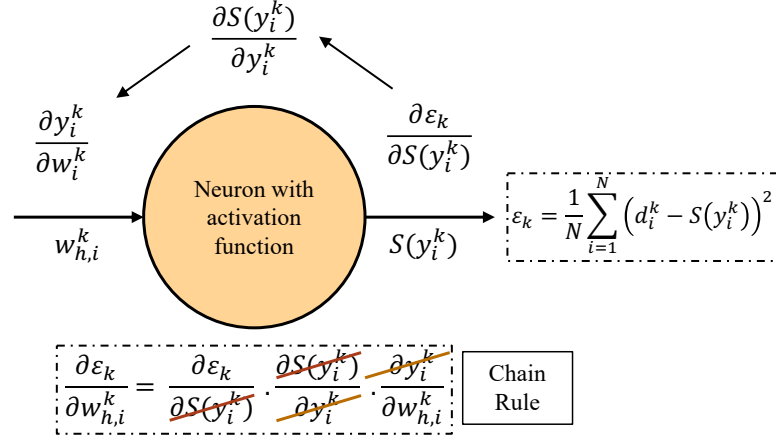 ∂S(y_i^k) / ∂y_i^k
∂y_i^k / ∂w_i^k
∂ε_k / ∂S(y_i^k)
Neuron with
activation
function
w_{h,i}^k
S(y_i^k)
ε_k = 1/N ∑_{i=1}^{N} (d_i^k − S(y_i^k))^2
∂ε_k / ∂w_{h,i}^k = ∂ε_k / ∂S(y_i^k) . ∂S(y_i^k) / ∂y_i^k . ∂y_i^k / ∂w_{h,i}^k
Chain
Rule